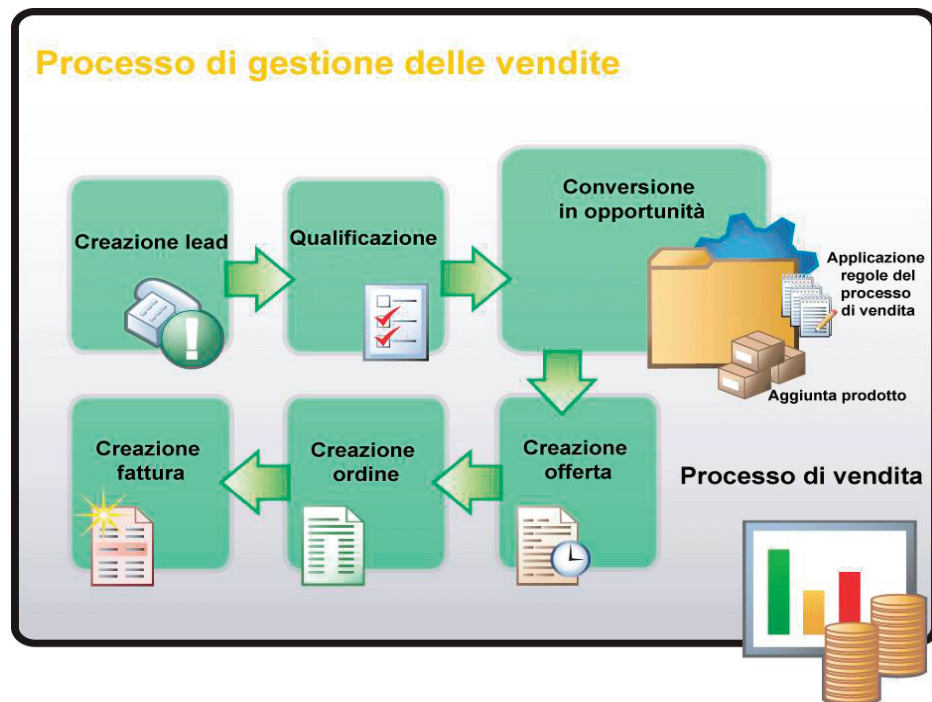 Processo di gestione delle vendite
Creazione lead
Qualificazione
Conversione
in opportunità
Applicazione
regole del
processo
di vendita
Aggiunta prodotto
Creazione
offerta
Creazione
ordine
Creazione
fattura
Processo di vendita